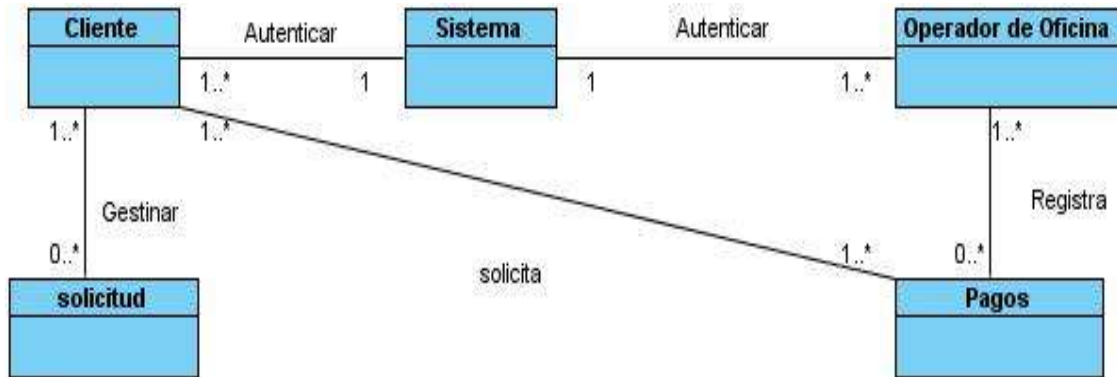 Cliente
Autenticar
Sistema
Autenticar
Operador de Oficina
1..*
1
1
1..*
1..*
1..*
1..*
Gestinar
Registra
0..*
solicita
1..*
0..*
solicitud
Pagos